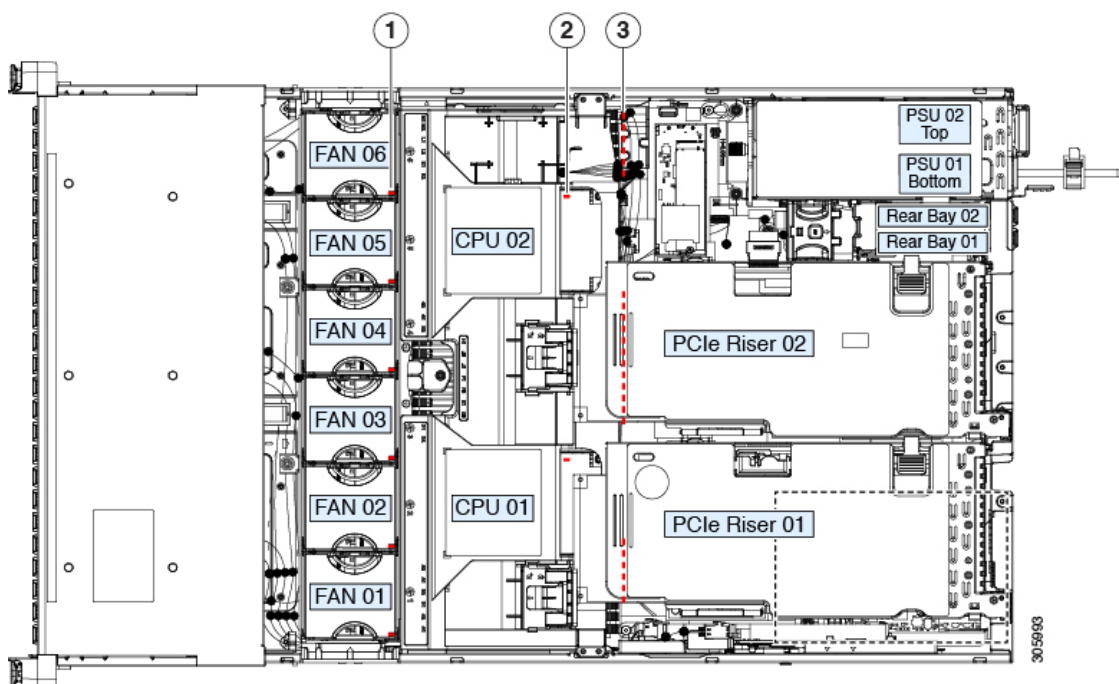 1 2 3
PSU 02
Top
FAN 06
PSU 01
Bottom
Rear Bay 02
FAN 05
CPU 02
Rear Bay 01
FAN 04
PCIe Riser 02
FAN 03
FAN 02
CPU 01
PCIe Riser 01
FAN 01
305993